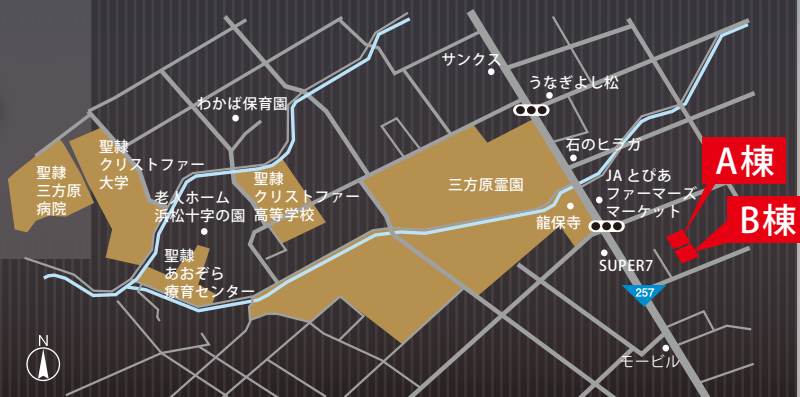 サンクス
うなぎよし松
わかば保育園
石のヒラガ
A棟
聖隷
クリストファー
大学
聖隷
三方原
病院
聖隷
クリストファー
高等学校
三方原霊園
JA とぴあ
ファーマーズ
マーケット
老人ホーム
浜松十字の園
龍保寺
B棟
聖隷
あおぞら
療育センター
SUPER7
257
モービル
N